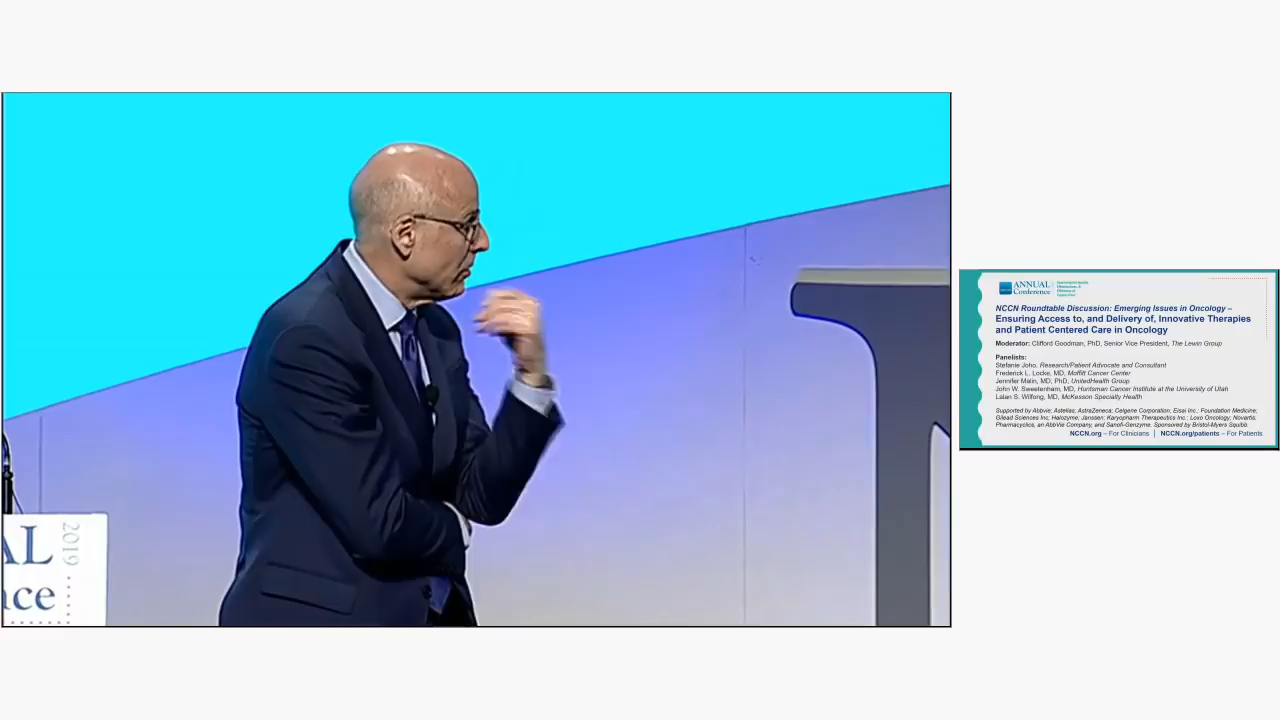 AL
2019
nce
ANNUAL
Conference
NCCN Roundtable Discussion: Emerging Issues in Oncology –
Ensuring Access to, and Delivery of, Innovative Therapies
and Patient Centered Care in Oncology
Moderator: Clifford Goodman, PhD, Senior Vice President, The Lewin Group
Panelists:
Stefanie Joho, Research/Patient Advocate and Consultant
Frederick L. Locke, MD, Moffitt Cancer Center
Jennifer Malin, MD, PhD, UnitedHealth Group
John W. Sweetenham, MD, Huntsman Cancer Institute at the University of Utah
Lalan S. Wilfong, MD, McKesson Specialty Health
Supported by Abbvie; Astellas; AstraZeneca; Celgene Corporation; Eisai Inc.; Foundation Medicine;
Gilead Sciences Inc; Halozyme; Janssen; Karyopharm Therapeutics Inc.; Loxo Oncology; Novartis;
Pharmacyclics, an AbbVie Company, and Sanofi-Genzyme. Sponsored by Bristol-Myers Squibb.
NCCN.org – For Clinicians | NCCN.org/patients – For Patients